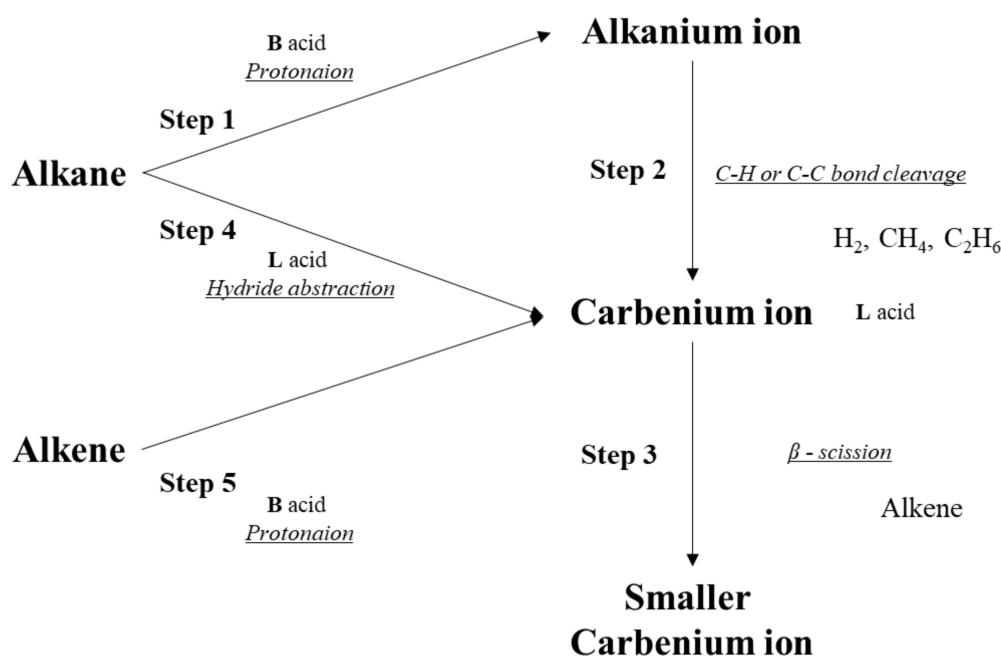 Alkanium ion
B acid
Protonaion
Step 1
Alkane
Step 2
C-H or C-C bond cleavage
Step 4
L acid
Hydride abstraction
H₂, CH₄, C₂H₆
Carbenium ion
L acid
Alkene
Step 5
B acid
Protonaion
Step 3
β - scission
Alkene
Smaller
Carbenium ion